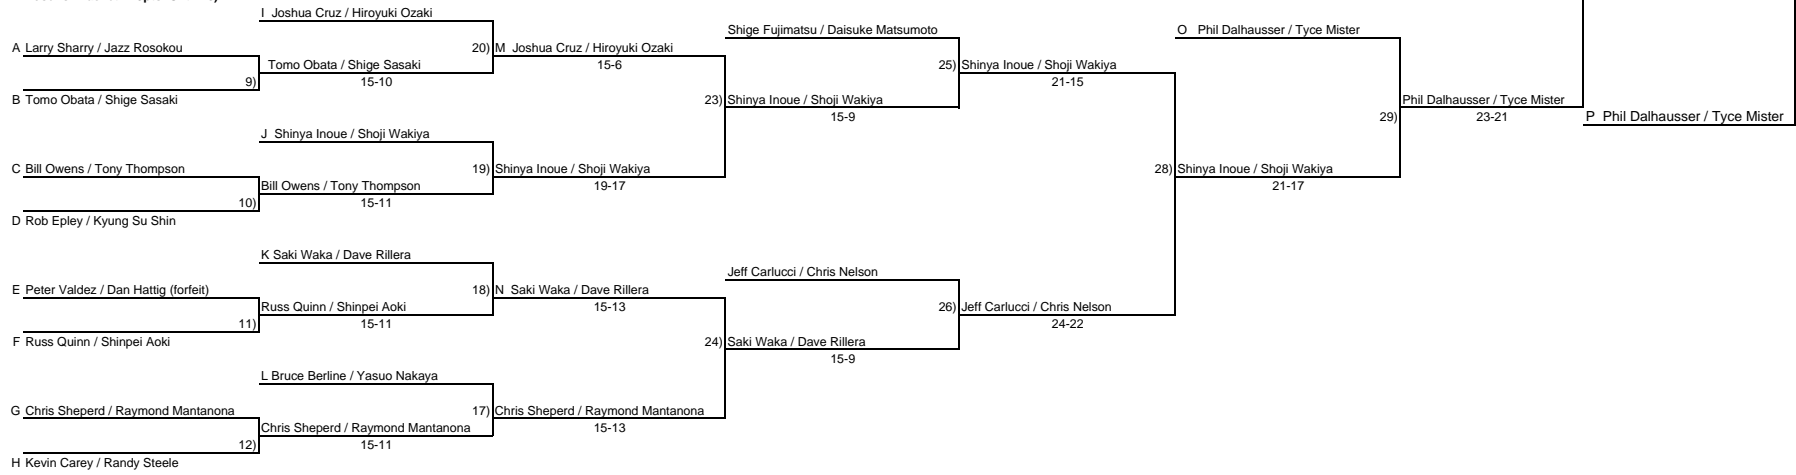 I Joshua Cruz / Hiroyuki Ozaki
Shige Fujimatsu / Daisuke Matsumoto
O Phil Dalhausser / Tyce Mister
A Larry Sharry / Jazz Rosokou
20) M Joshua Cruz / Hiroyuki Ozaki
15-6
Tomo Obata / Shige Sasaki
25) Shinya Inoue / Shoji Wakiya
9) 15-10
21-15
B Tomo Obata / Shige Sasaki
23) Shinya Inoue / Shoji Wakiya
Phil Dalhausser / Tyce Mister
15-9
29) 23-21
P Phil Dalhausser / Tyce Mister
J Shinya Inoue / Shoji Wakiya
C Bill Owens / Tony Thompson
19) Shinya Inoue / Shoji Wakiya
28) Shinya Inoue / Shoji Wakiya
Bill Owens / Tony Thompson
19-17
21-17
10) 15-11
D Rob Epley / Kyung Su Shin
K Saki Waka / Dave Rillera
Jeff Carlucci / Chris Nelson
E Peter Valdez / Dan Hattig (forfeit)
18) N Saki Waka / Dave Rillera
Russ Quinn / Shinpei Aoki
15-13
26) Jeff Carlucci / Chris Nelson
11) 15-11
24-22
F Russ Quinn / Shinpei Aoki
24) Saki Waka / Dave Rillera
15-9
L Bruce Berline / Yasuo Nakaya
G Chris Sheperd / Raymond Mantanona
17) Chris Sheperd / Raymond Mantanona
Chris Sheperd / Raymond Mantanona
15-13
12) 15-11
H Kevin Carey / Randy Steele